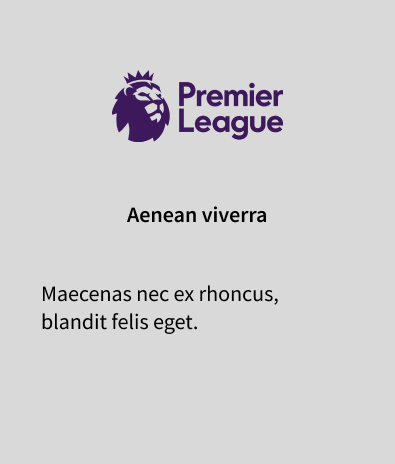 Premier
League
Aenean viverra
Maecenas nec ex rhoncus,
blandit felis eget.